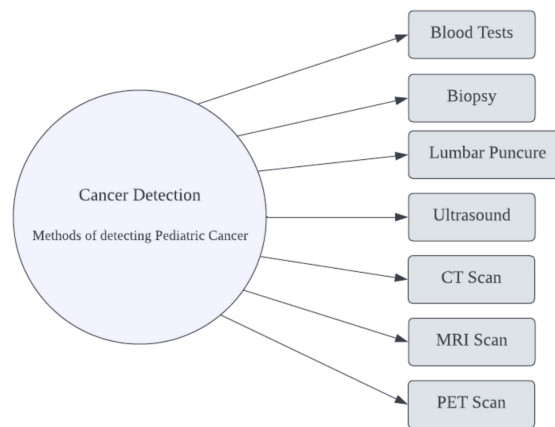 Cancer Detection
Methods of detecting Pediatric Cancer
Blood Tests
Biopsy
Lumbar Puncure
Ultrasound
CT Scan
MRI Scan
PET Scan